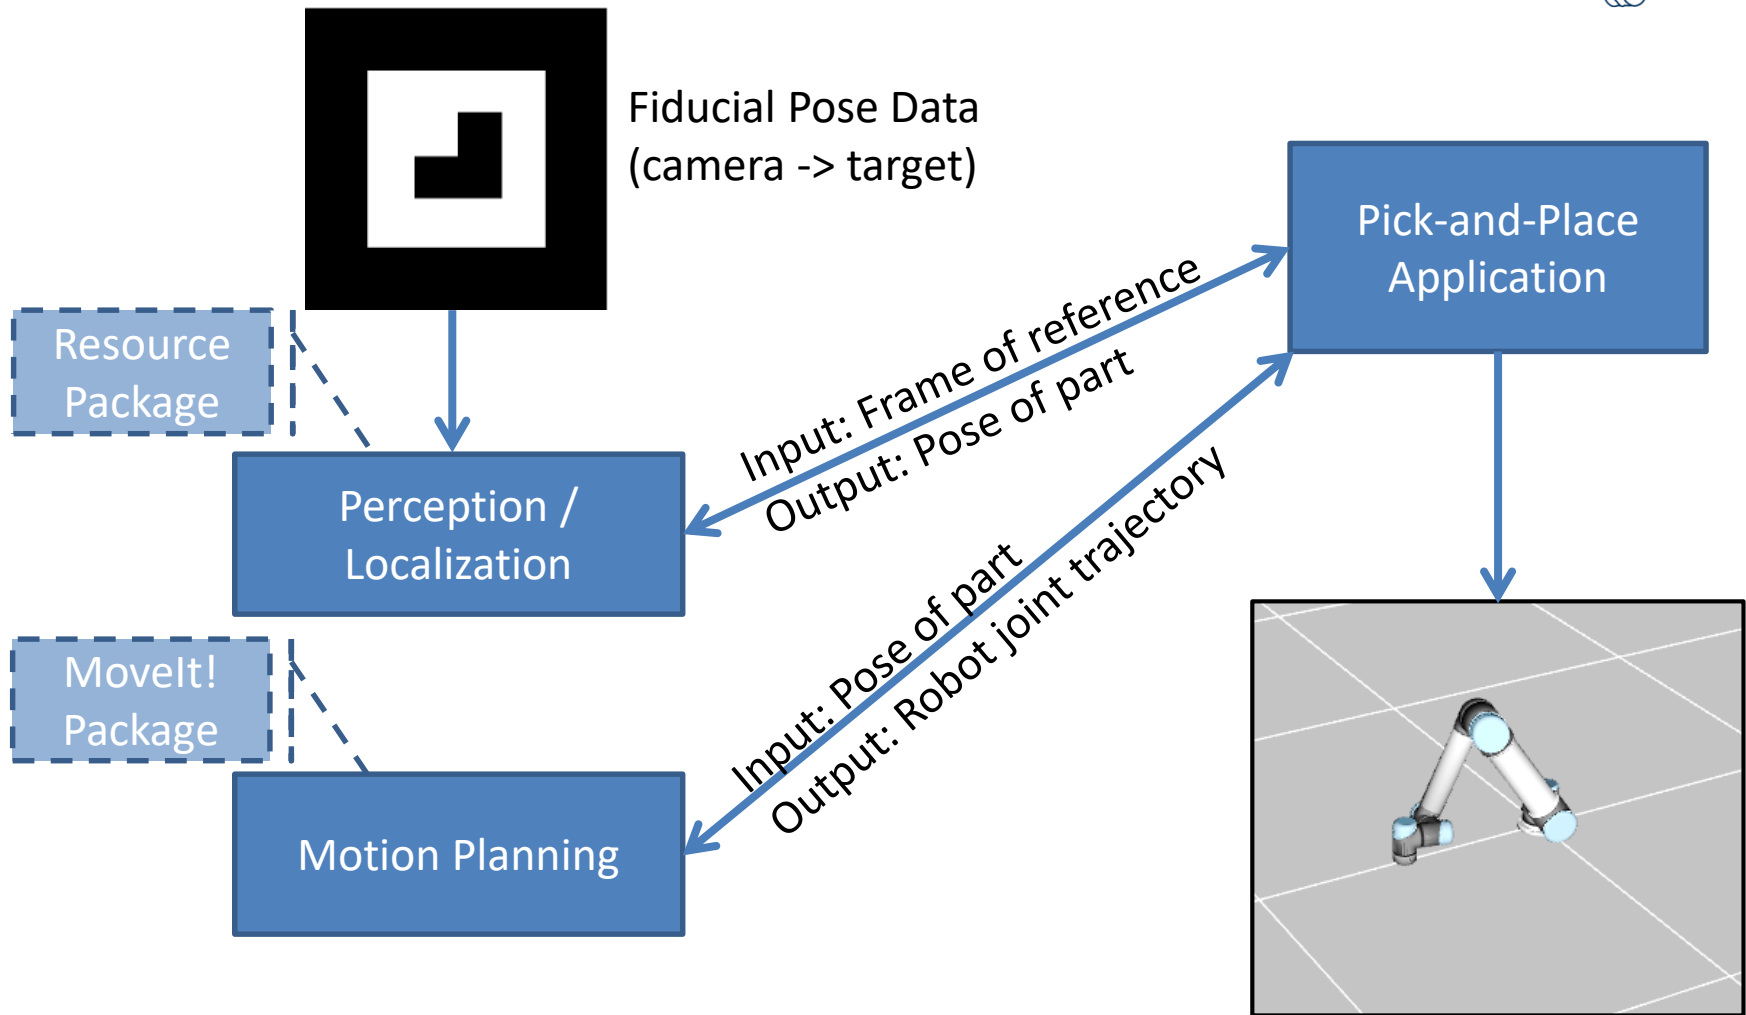 Fiducial Pose Data
(camera -> target)
Pick-and-Place
Application
Resource
Package
Input: Frame of reference
Output: Pose of part
Perception /
Localization
Input: Pose of part
Output: Robot joint trajectory
MoveIt!
Package
Motion Planning